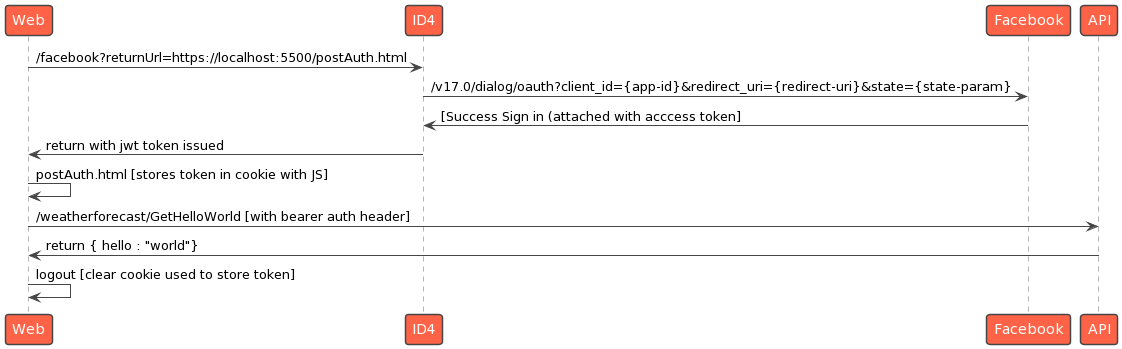 Web ID4 Facebook API
/facebook?returnUrl=https://localhost:5500/postAuth.html
/v17.0/dialog/oauth?client_id={app-id}&redirect_uri={redirect-uri}&state={state-param}
[Success Sign in (attached with acccess token]
return with jwt token issued
postAuth.html [stores token in cookie with JS]
/weatherforecast/GetHelloWorld [with bearer auth header]
return { hello : "world"}
logout [clear cookie used to store token]
Web ID4 Facebook API